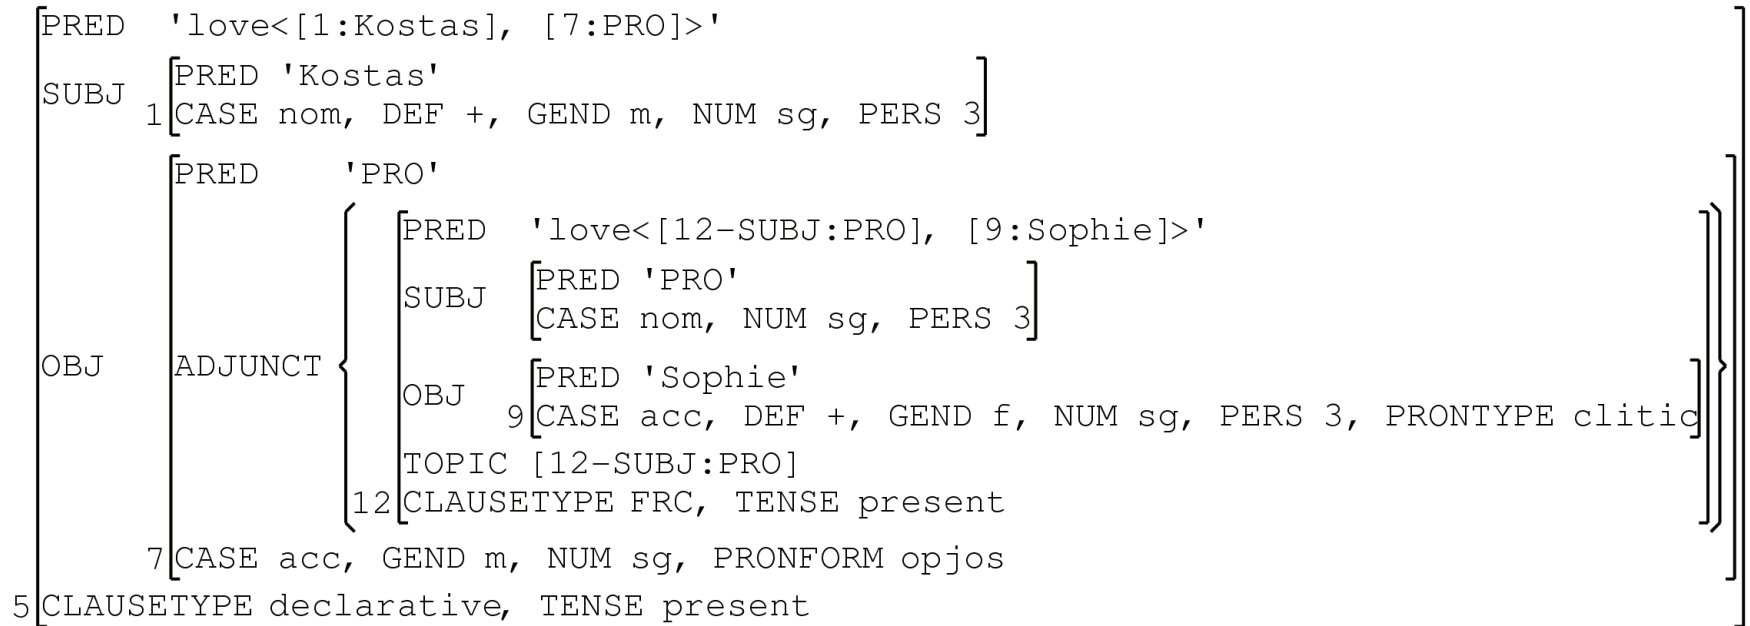 PRED 'love<[1:Kostas], [7:PRO]>'
PRED 'Kostas'
SUBJ
1 CASE nom, DEF +, GEND m, NUM sg, PERS 3
PRED 'PRO'
PRED 'love<[12-SUBJ:PRO], [9:Sophie]>'
PRED 'PRO'
SUBJ
CASE nom, NUM sg, PERS 3
OBJ ADJUNCT
PRED 'Sophie'
OBJ
9 CASE acc, DEF +, GEND f, NUM sg, PERS 3, PRONTYPE clitic
TOPIC [12-SUBJ:PRO]
12 CLAUSETYPE FRC, TENSE present
7 CASE acc, GEND m, NUM sg, PRONFORM opjos
5 CLAUSETYPE declarative, TENSE present